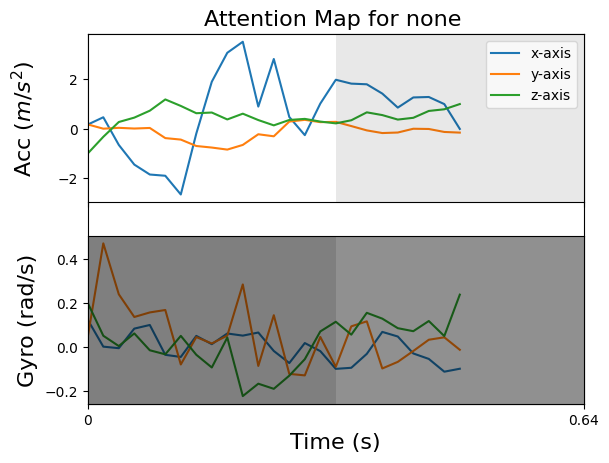 Attention Map for none
Acc (m/s²)
2
0
−2
x-axis
y-axis
z-axis
Gyro (rad/s)
0.4
0.2
0.0
−0.2
0
0.64
Time (s)